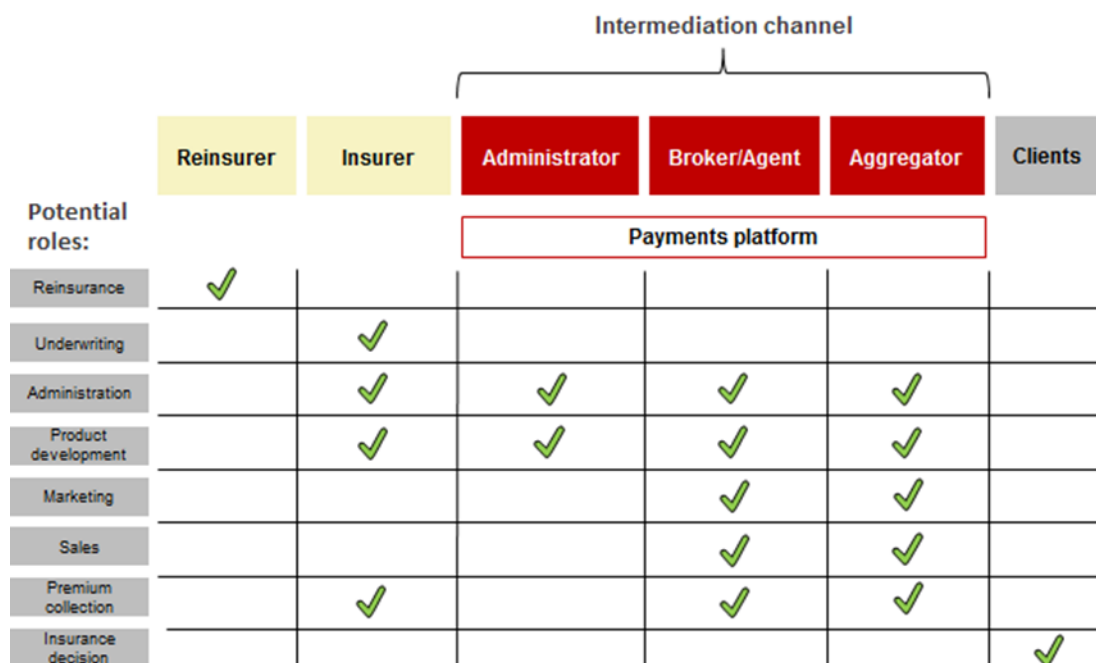 Intermediation channel
Reinsurer
Insurer
Administrator
Broker/Agent
Aggregator
Clients
Potential
roles:
Payments platform
Reinsurance
Underwriting
Administration
Product
development
Marketing
Sales
Premium
collection
Insurance
decision